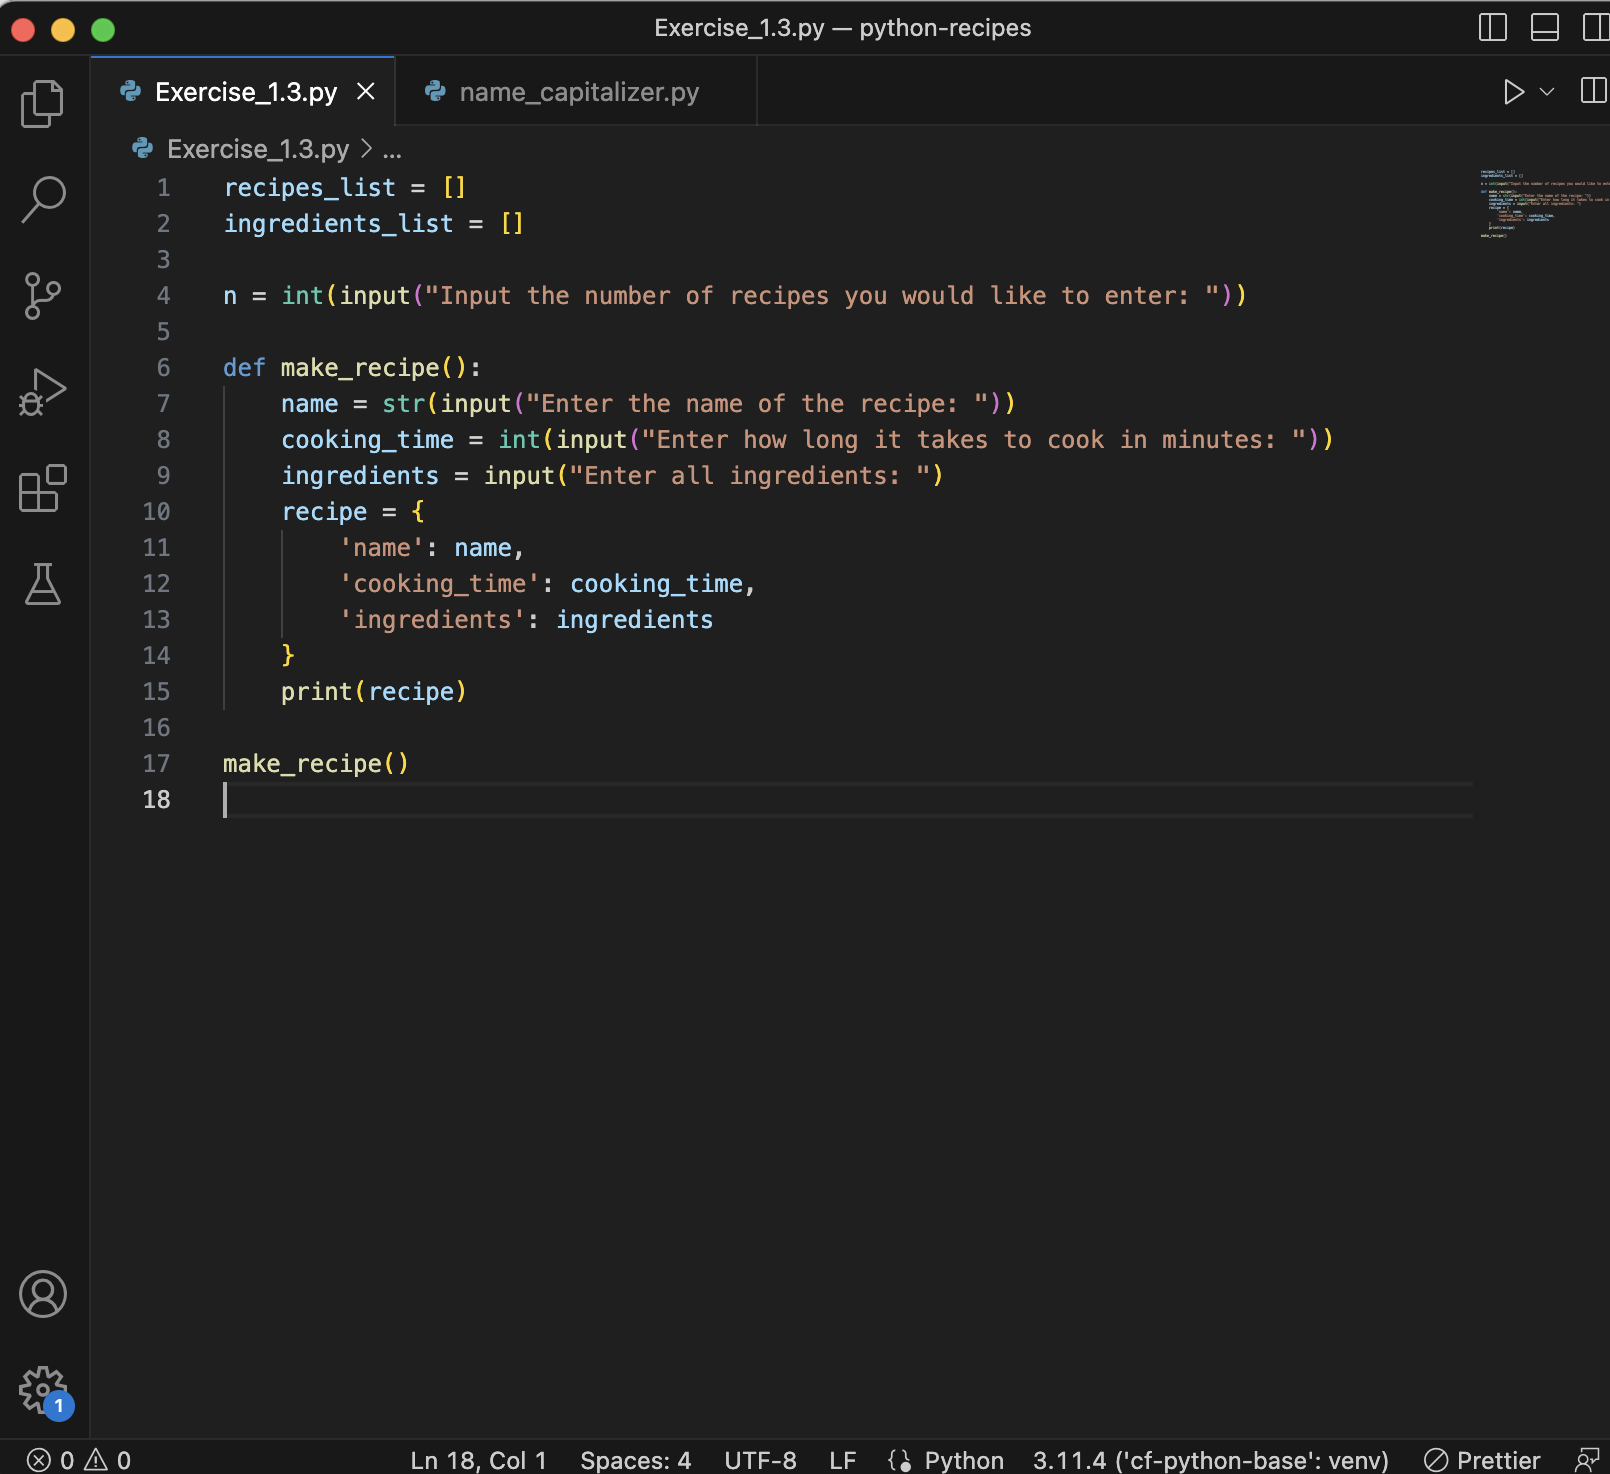 Exercise_1.3.py — python-recipes
Exercise_1.3.py
name_capitalizer.py
Exercise_1.3.py > ...
1 recipes_list = []
2 ingredients_list = []
3
4 n = int(input("Input the number of recipes you would like to enter: "))
5
6 def make_recipe():
7     name = str(input("Enter the name of the recipe: "))
8     cooking_time = int(input("Enter how long it takes to cook in minutes: "))
9     ingredients = input("Enter all ingredients: ")
10     recipe = {
11         'name': name,
12         'cooking_time': cooking_time,
13         'ingredients': ingredients
14     }
15     print(recipe)
16
17 make_recipe()
18
1
0 0 Ln 18, Col 1 Spaces: 4 UTF-8 LF Python 3.11.4 ('cf-python-base': venv) Prettier